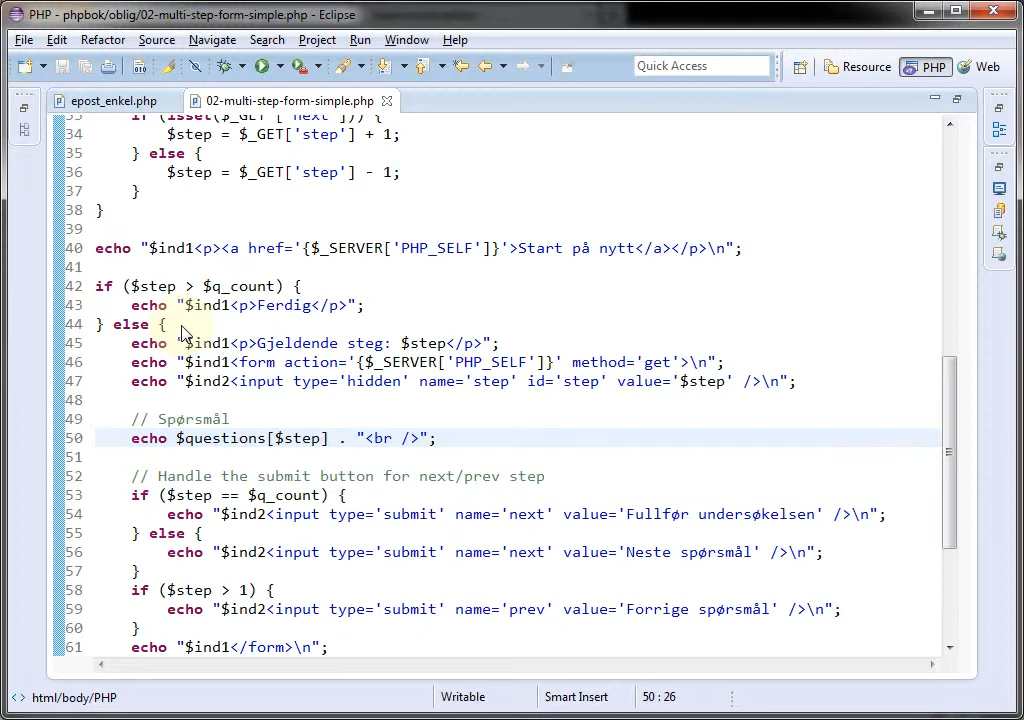 PHP - phpbok/oblig/02-multi-step-form-simple.php - Eclipse
File Edit Refactor Source Navigate Search Project Run Window Help
Quick Access Resource PHP Web
epost_enkel.php 02-multi-step-form-simple.php
33 if (isset($_GET ['next'])) {
34 $step = $_GET['step'] + 1;
35 } else {
36 $step = $_GET['step'] - 1;
37 }
38 }
39
40 echo "$ind1<p><a href='{$_SERVER['PHP_SELF']}'>Start på nytt</a></p>\n";
41
42 if ($step > $q_count) {
43 echo "$ind1<p>Ferdig</p>";
44 } else {
45 echo "$ind1<p>Gjeldende steg: $step</p>";
46 echo "$ind1<form action='{$_SERVER['PHP_SELF']}' method='get'>\n";
47 echo "$ind2<input type='hidden' name='step' id='step' value='$step' />\n";
48
49 // Spørsmål
50 echo $questions[$step] . "<br />";
51
52 // Handle the submit button for next/prev step
53 if ($step == $q_count) {
54 echo "$ind2<input type='submit' name='next' value='Fullfør undersøkelsen' />\n";
55 } else {
56 echo "$ind2<input type='submit' name='next' value='Neste spørsmål' />\n";
57 }
58 if ($step > 1) {
59 echo "$ind2<input type='submit' name='prev' value='Forrige spørsmål' />\n";
60 }
61 echo "$ind1</form>\n";
html/body/PHP Writable Smart Insert 50 : 26